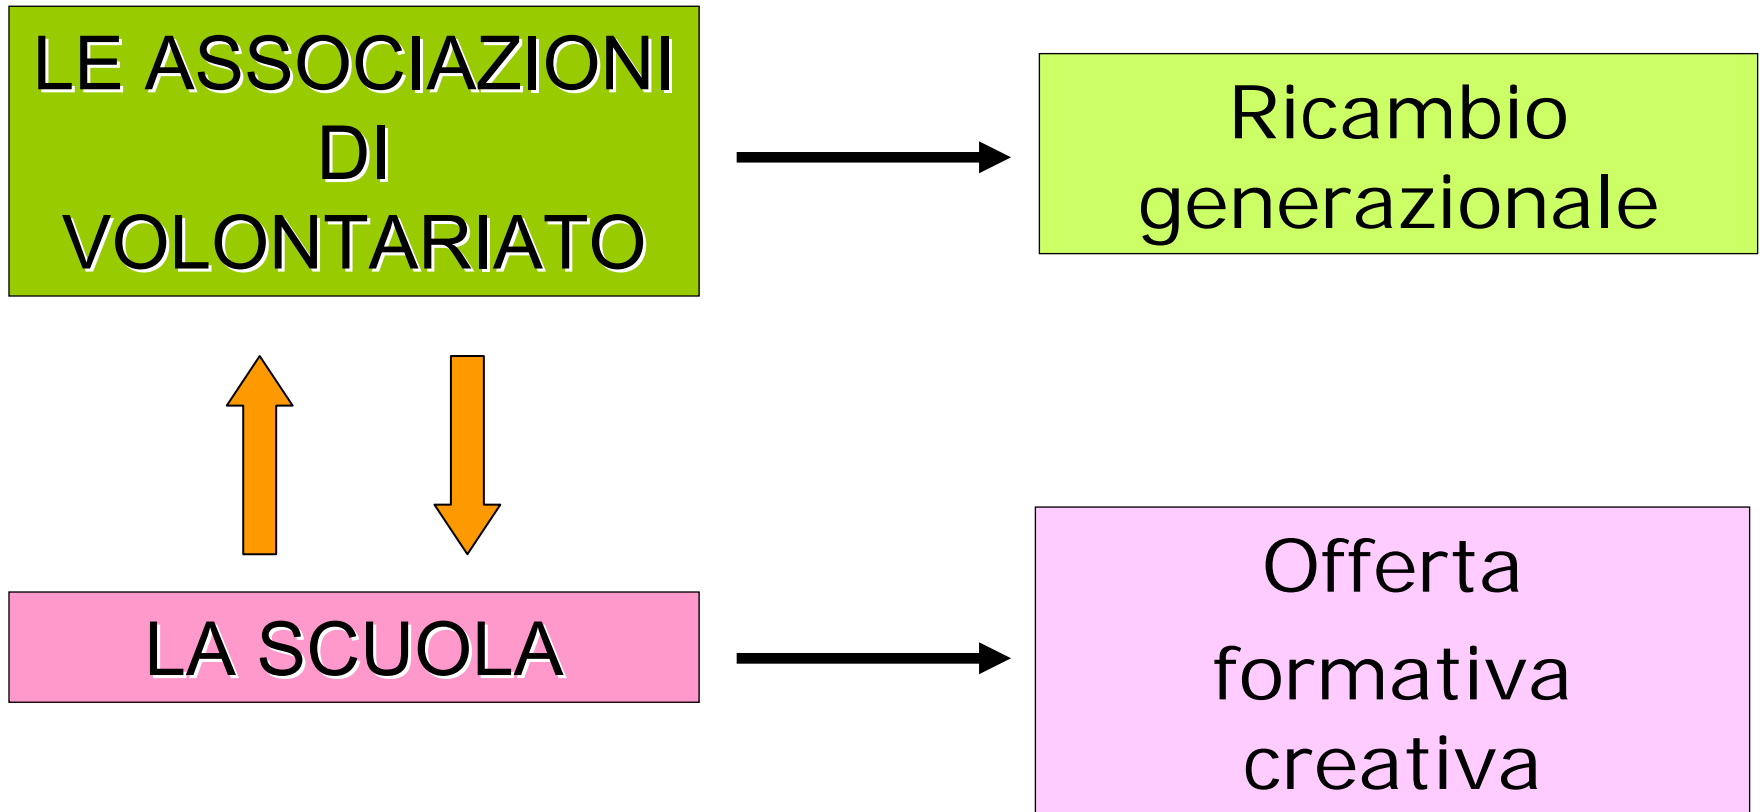 LE ASSOCIAZIONI
DI
VOLONTARIATO
Ricambio
generazionale
LA SCUOLA
Offerta
formativa
creativa